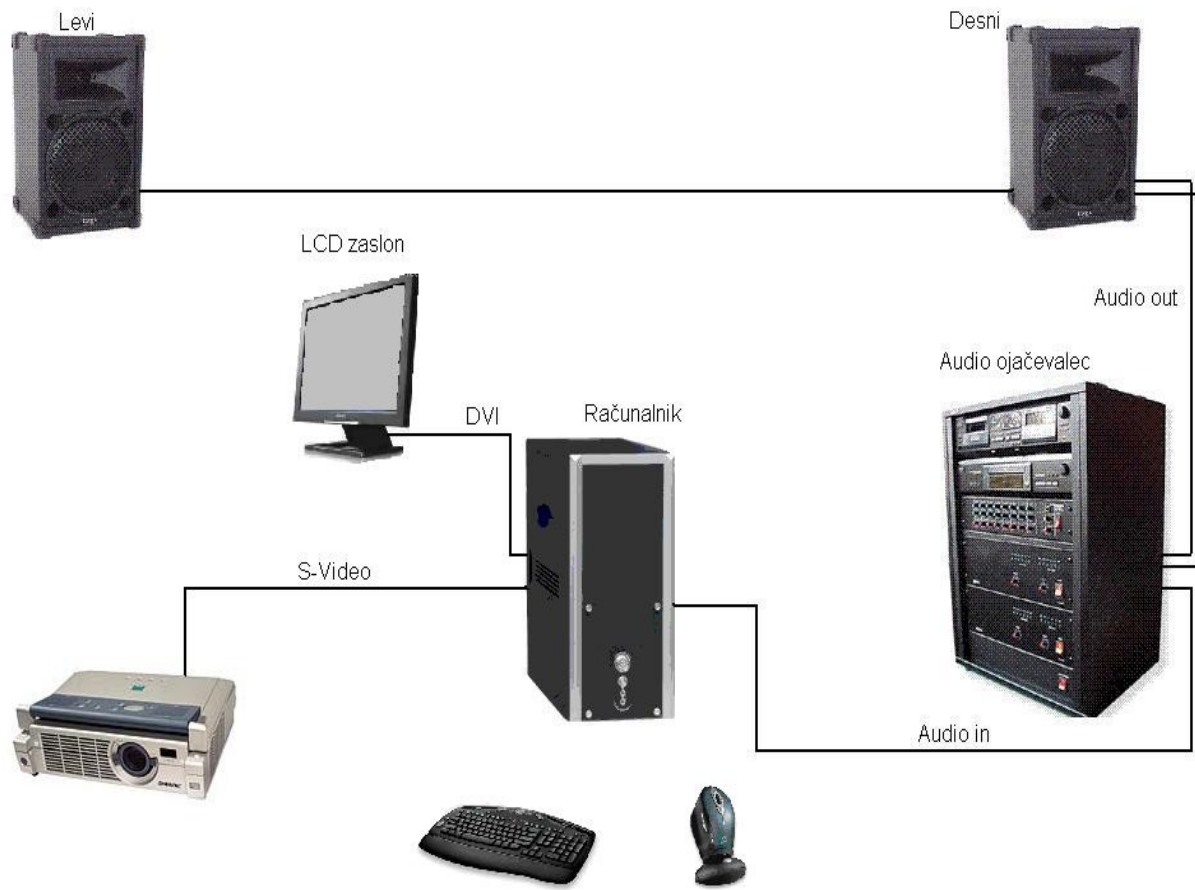 Levi
Desni
LCD zaslon
Audio out
Audio ojačevalec
DVI
Računalnik
S-Video
Audio in